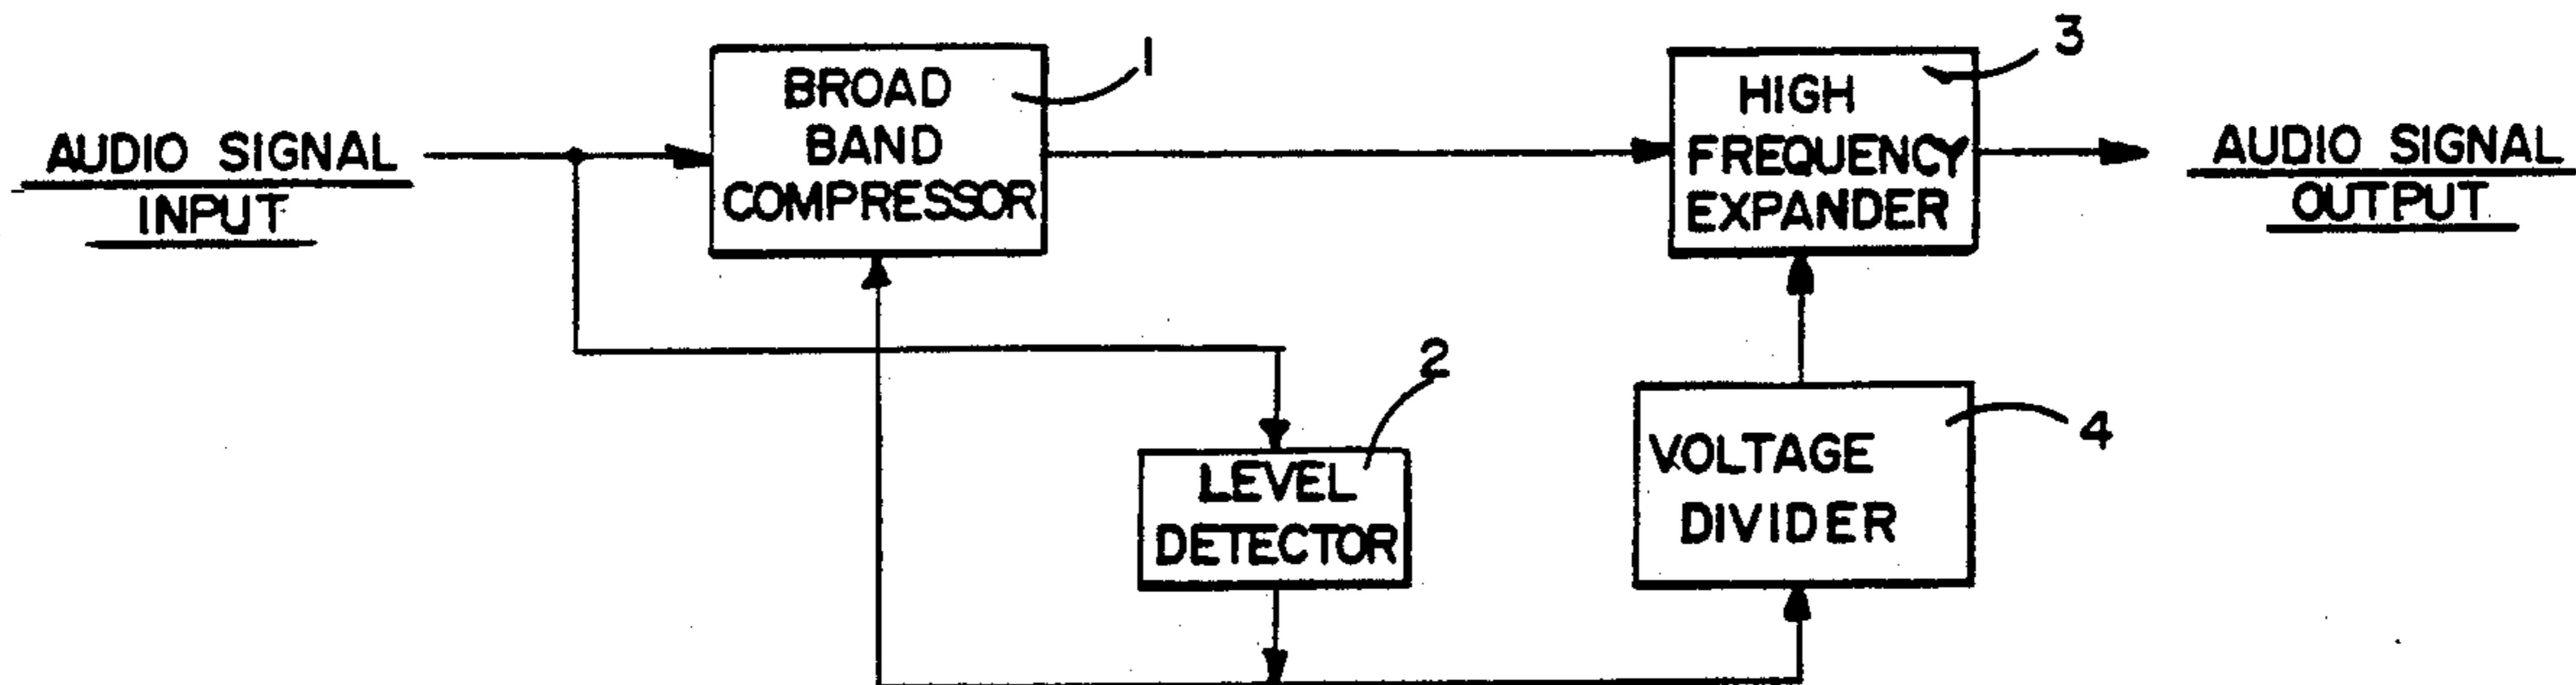 AUDIO SIGNAL
INPUT
BROAD
BAND
COMPRESSOR
1
HIGH
FREQUENCY
EXPANDER
3
AUDIO SIGNAL
OUTPUT
LEVEL
DETECTOR
2
VOLTAGE
DIVIDER
4